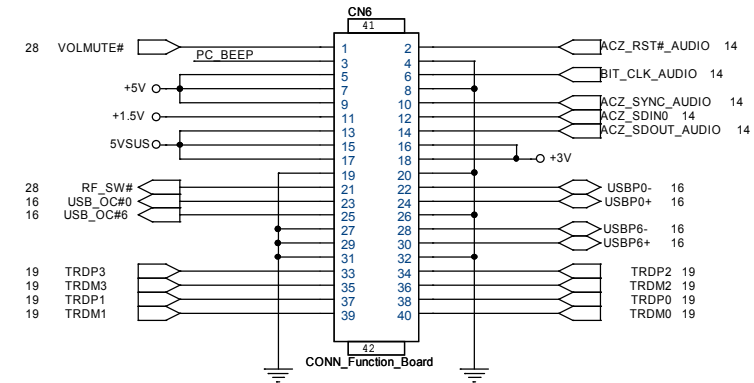 CN6
41
28 VOLMUTE# 1 2 ACZ_RST#_AUDIO 14
PC_BEEP 3 4
5 6 BIT_CLK_AUDIO 14
+5V 7 8
9 10 ACZ_SYNC_AUDIO 14
+1.5V 11 12 ACZ_SDIN0 14
13 14 ACZ_SDOUT_AUDIO 14
5VSUS 15 16
17 18 +3V
19 20
28 RF_SW# 21 22 USBP0- 16
16 USB_OC#0 23 24 USBP0+ 16
16 USB_OC#6 25 26
27 28 USBP6- 16
29 30 USBP6+ 16
31 32
19 TRDP3 33 34 TRDP2 19
19 TRDM3 35 36 TRDM2 19
19 TRDP1 37 38 TRDP0 19
19 TRDM1 39 40 TRDM0 19
42
CONN_Function_Board